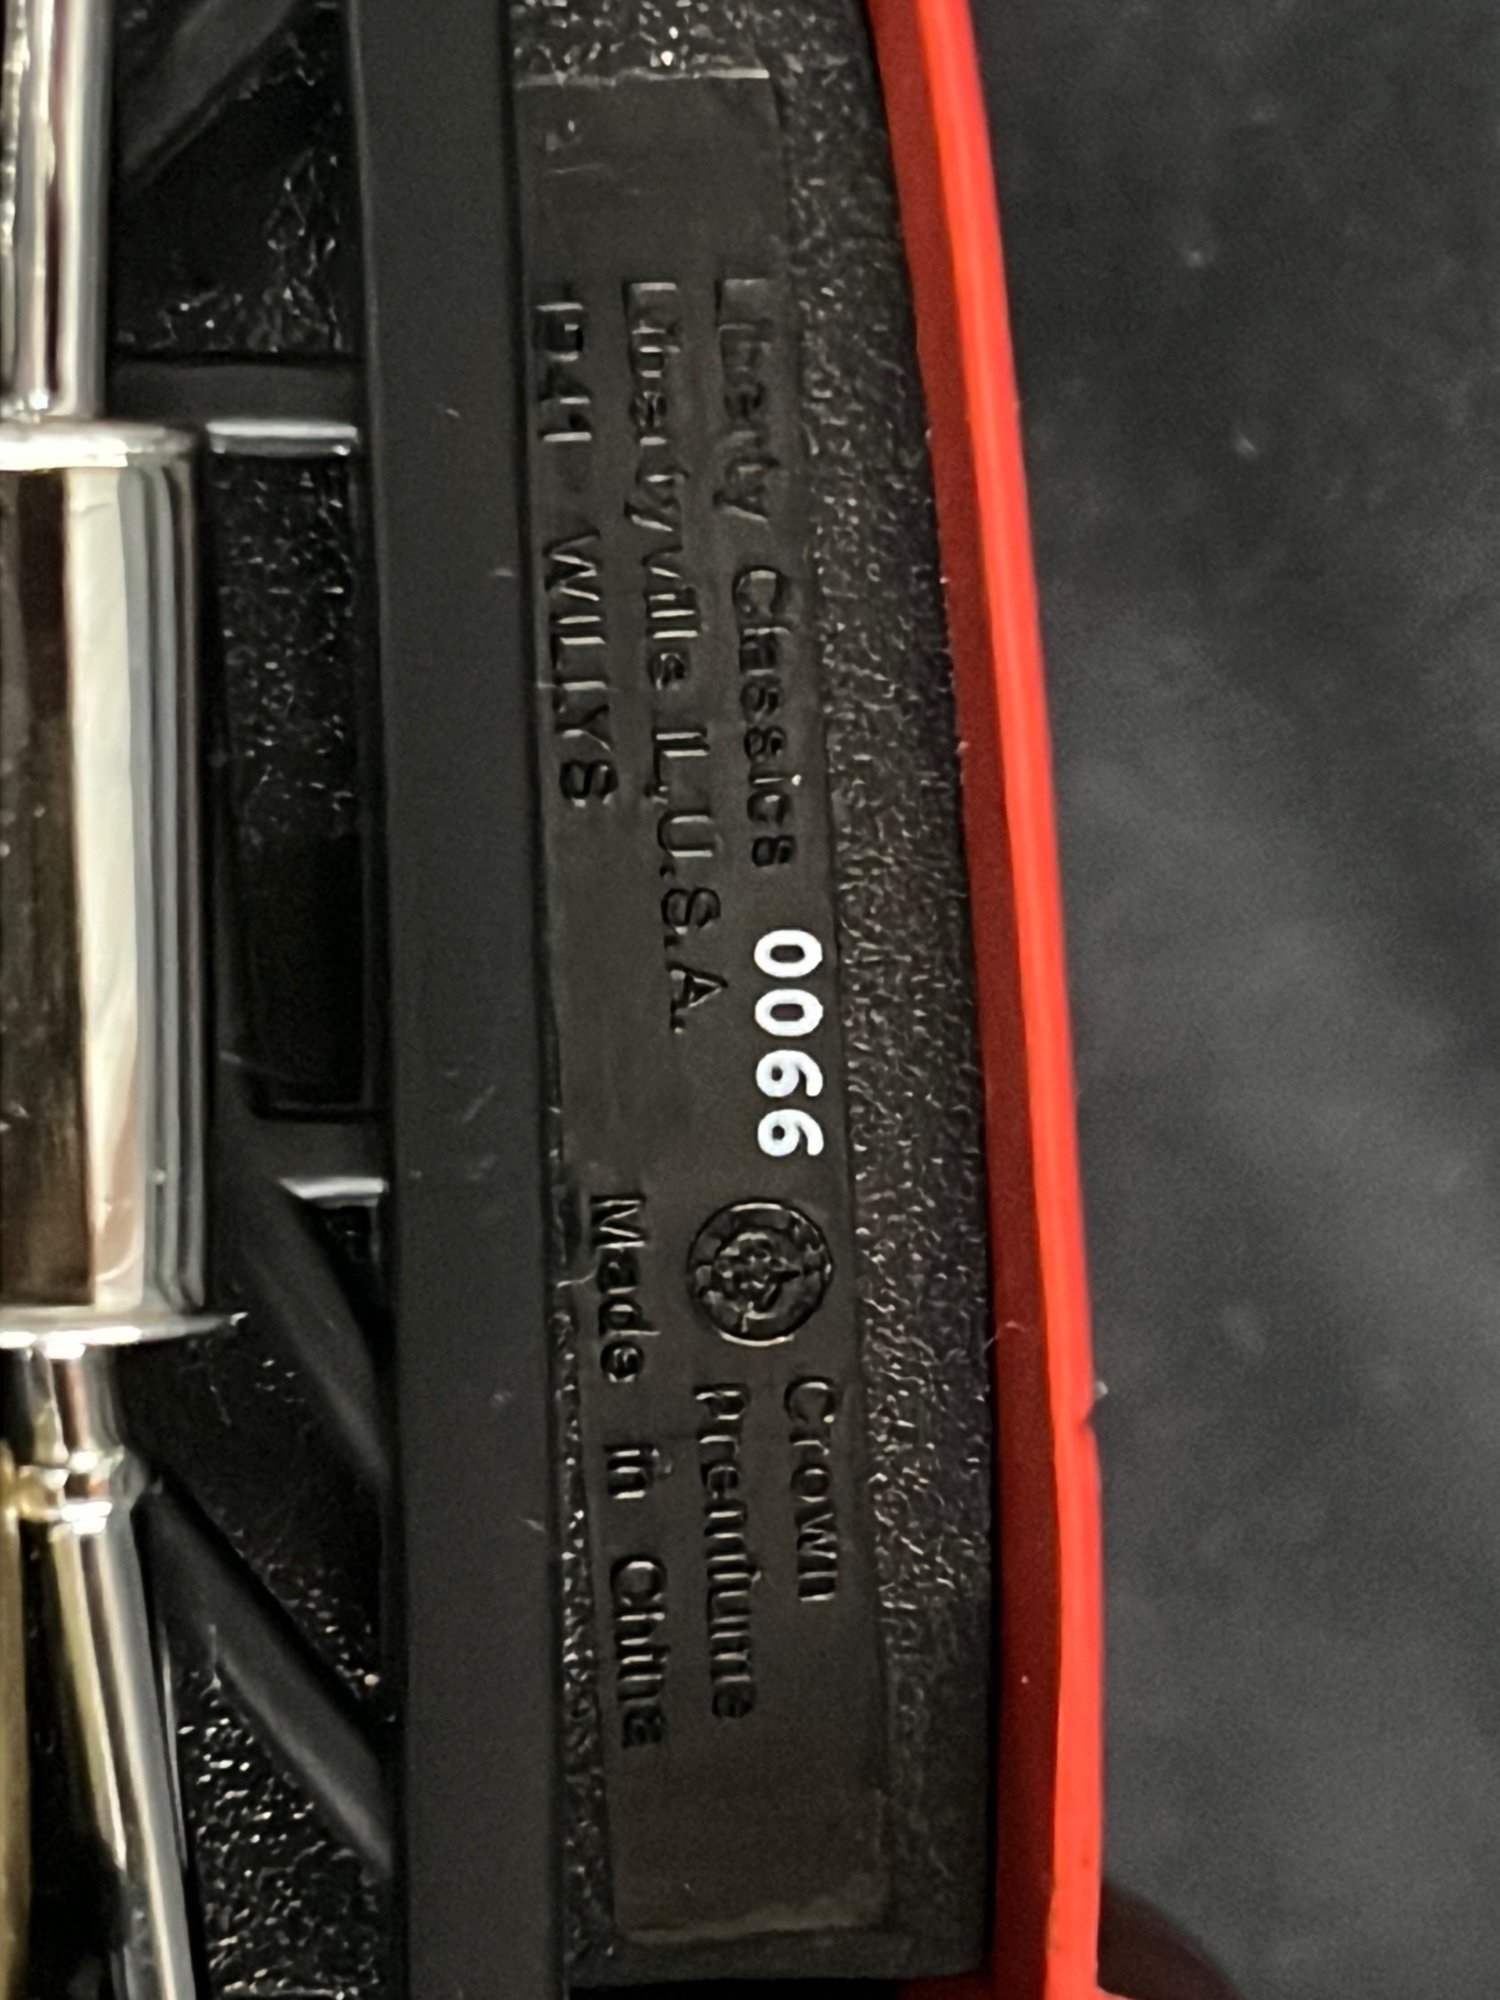 Liberty Classics 0066
Libertyville IL, U.S.A.
1941 WILLYS
Crown
Premiums
Made in China